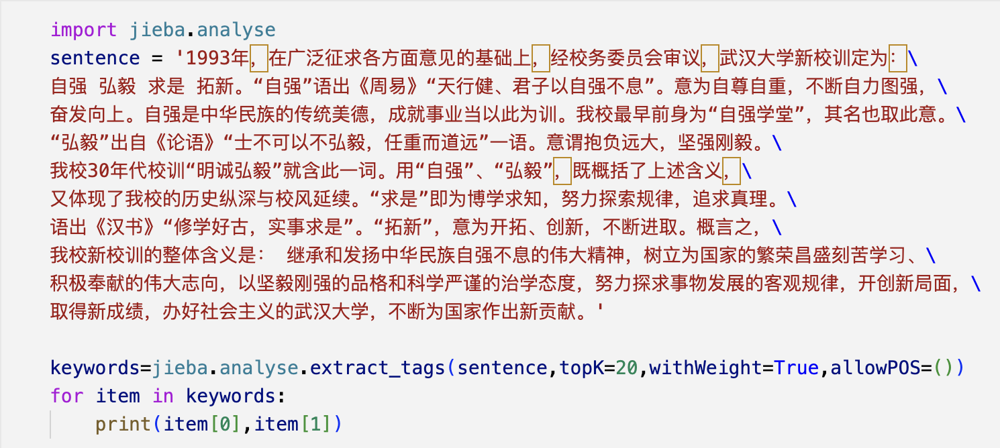 import jieba.analyse
sentence = '1993年，在广泛征求各方面意见的基础上，经校务委员会审议，武汉大学新校训定为：\
自强 弘毅 求是 拓新。“自强”语出《周易》“天行健、君子以自强不息”。意为自尊自重，不断自力图强，\
奋发向上。自强是中华民族的传统美德，成就事业当以此为训。我校最早前身为“自强学堂”，其名也取此意。\
“弘毅”出自《论语》“士不可以不弘毅，任重而道远”一语。意谓抱负远大，坚强刚毅。\
我校30年代校训“明诚弘毅”就含此一词。用“自强”、“弘毅”，既概括了上述含义，\
又体现了我校的历史纵深与校风延续。“求是”即为博学求知，努力探索规律，追求真理。\
语出《汉书》“修学好古，实事求是”。“拓新”，意为开拓、创新，不断进取。概言之，\
我校新校训的整体含义是： 继承和发扬中华民族自强不息的伟大精神，树立为国家的繁荣昌盛刻苦学习、\
积极奉献的伟大志向，以坚毅刚强的品格和科学严谨的治学态度，努力探求事物发展的客观规律，开创新局面，\
取得新成绩，办好社会主义的武汉大学，不断为国家作出新贡献。'
keywords=jieba.analyse.extract_tags(sentence,topK=20,withWeight=True,allowPOS=())
for item in keywords:
    print(item[0],item[1])